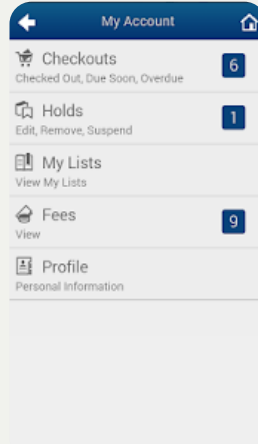 My Account
Checkouts
6
Checked Out, Due Soon, Overdue
Holds
1
Edit, Remove, Suspend
My Lists
View My Lists
Fees
9
View
Profile
Personal Information